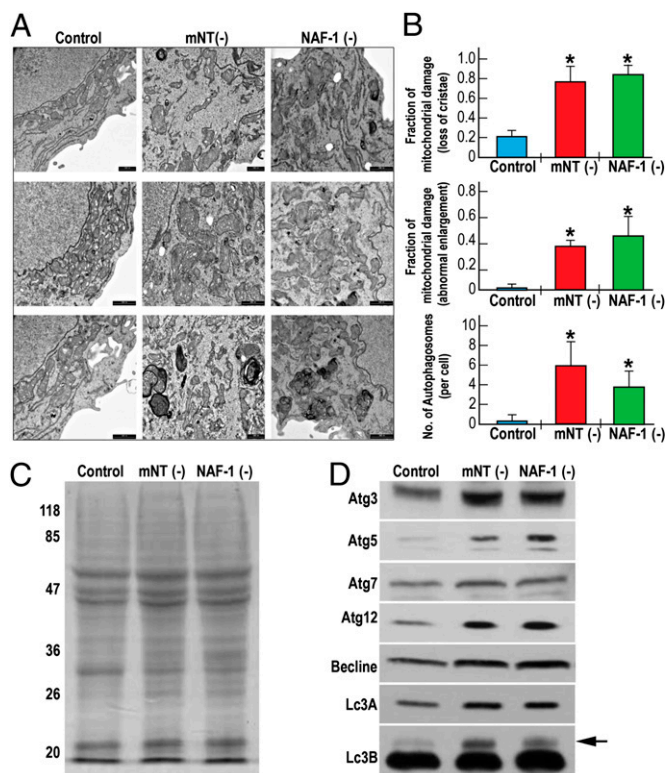 A
Control mNT(-) NAF-1 (-)
B
Fraction of
mitochondrial damage
(loss of cristae)
1.0
0.8
0.6
0.4
0.2
0
* *
Control mNT (-) NAF-1 (-)
Fraction of
mitochondrial damage
(abnormal enlargement)
0.8
0.6
0.4
0.2
0
* *
Control mNT (-) NAF-1 (-)
No. of Autophagosomes
(per cell)
10
8
6
4
2
0
* *
Control mNT (-) NAF-1 (-)
C
Control mNT (-) NAF-1 (-)
118
85
47
36
26
20
D
Control mNT (-) NAF-1 (-)
Atg3
Atg5
Atg7
Atg12
Becline
Lc3A
Lc3B